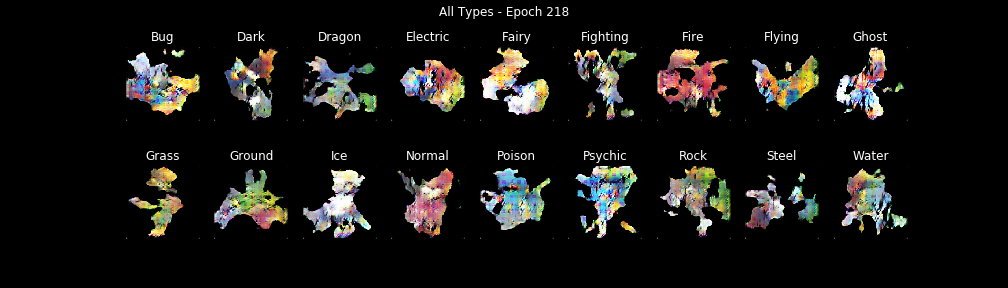 All Types - Epoch 218
Bug Dark Dragon Electric Fairy Fighting Fire Flying Ghost
Grass Ground Ice Normal Poison Psychic Rock Steel Water